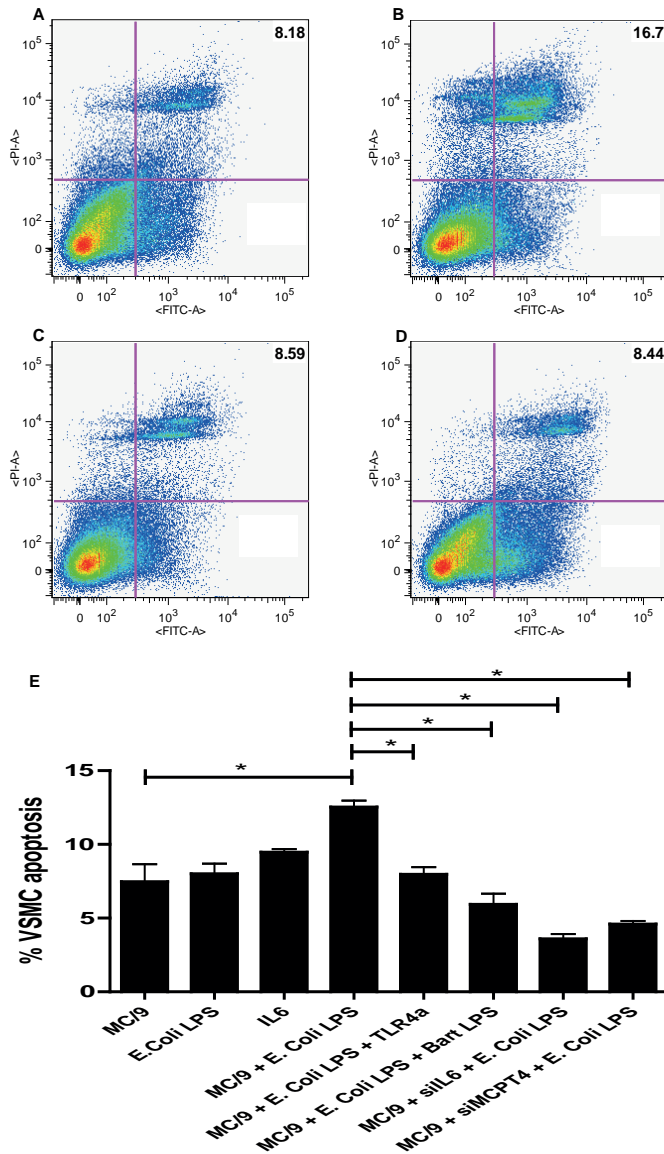 A
8.18
10^5
10^4
10^3
10^2
0
<PI-A>
0 10^2 10^3 10^4 10^5
<FITC-A>
B
16.7
10^5
10^4
10^3
10^2
0
<PI-A>
0 10^2 10^3 10^4 10^5
<FITC-A>
C
8.59
10^5
10^4
10^3
10^2
0
<PI-A>
0 10^2 10^3 10^4 10^5
<FITC-A>
D
8.44
10^5
10^4
10^3
10^2
0
<PI-A>
0 10^2 10^3 10^4 10^5
<FITC-A>
E
*
*
*
*
*
15
10
5
0
% VSMC apoptosis
MC/9
E.Coli LPS
IL6
MC/9 + E. Coli LPS
MC/9 + E. Coli LPS + TLR4a
MC/9 + E. Coli LPS + Bart LPS
MC/9 + siIL6 + E. Coli LPS
MC/9 + siMCPT4 + E. Coli LPS